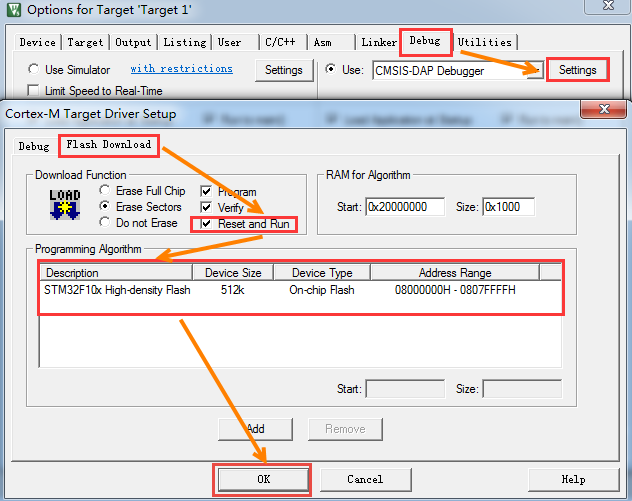 Options for Target 'Target 1'
Device Target Output Listing User C/C++ Asm Linker Debug Utilities
Use Simulator with restrictions Settings Use: CMSIS-DAP Debugger Settings
Limit Speed to Real-Time
Cortex-M Target Driver Setup
Debug Flash Download
Download Function RAM for Algorithm
LOAD Erase Full Chip Program
Erase Sectors Verify Start: 0x20000000 Size: 0x1000
Do not Erase Reset and Run
Programming Algorithm
Description Device Size Device Type Address Range
STM32F10x High-density Flash 512k On-chip Flash 08000000H - 0807FFFFH
Start: Size:
Add Remove
OK Cancel Help